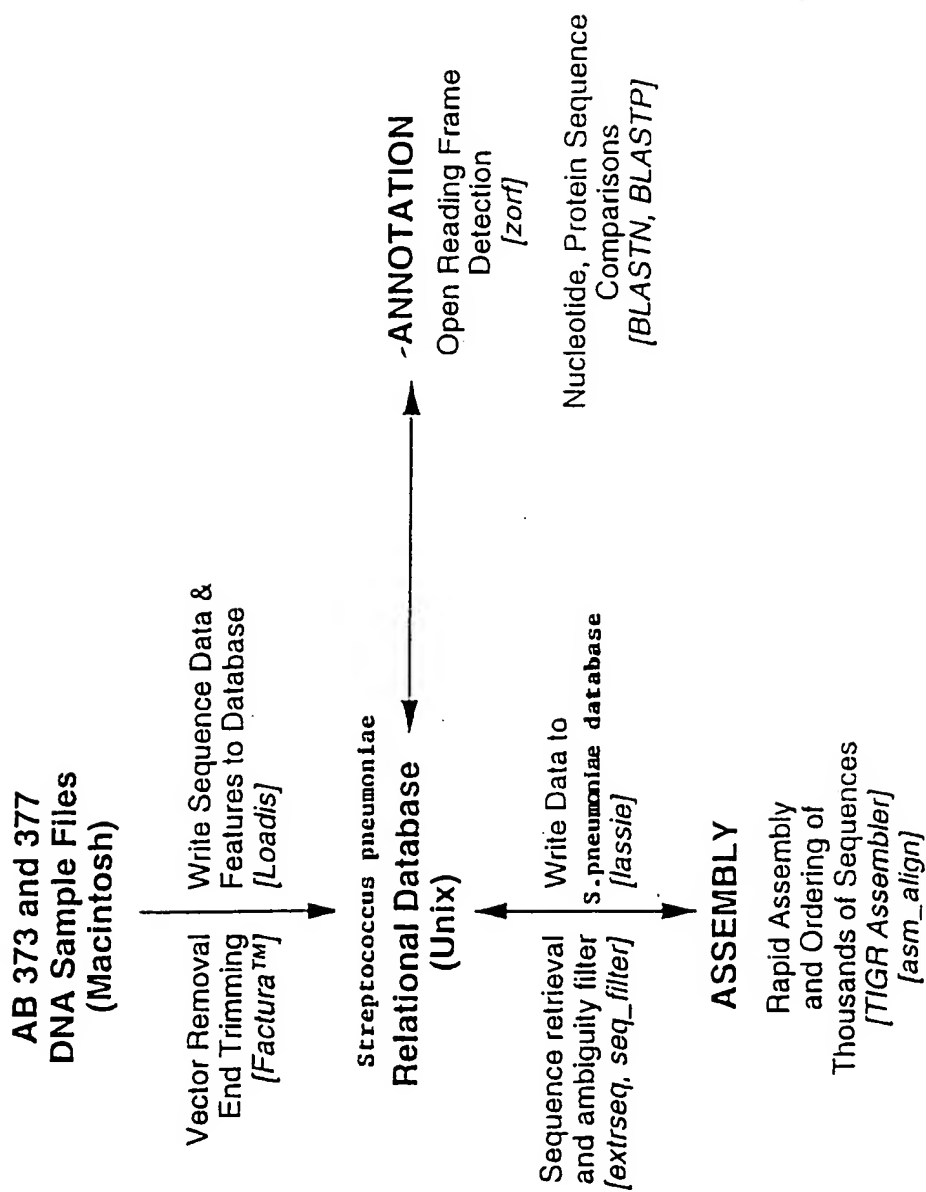 AB 373 and 377
DNA Sample Files
(Macintosh)
Vector Removal
End Trimming
[Factura™]
Write Sequence Data &
Features to Database
[Loadis]
Streptococcus pneumoniae
Relational Database
(Unix)
-ANNOTATION
Open Reading Frame
Detection
[zorf]
Nucleotide, Protein Sequence
Comparisons
[BLASTN, BLASTP]
Sequence retrieval
and ambiguity filter
[extrseq, seq_filter]
Write Data to
S.pneumoniae database
[lassie]
ASSEMBLY
Rapid Assembly
and Ordering of
Thousands of Sequences
[TIGR Assembler]
[asm_align]